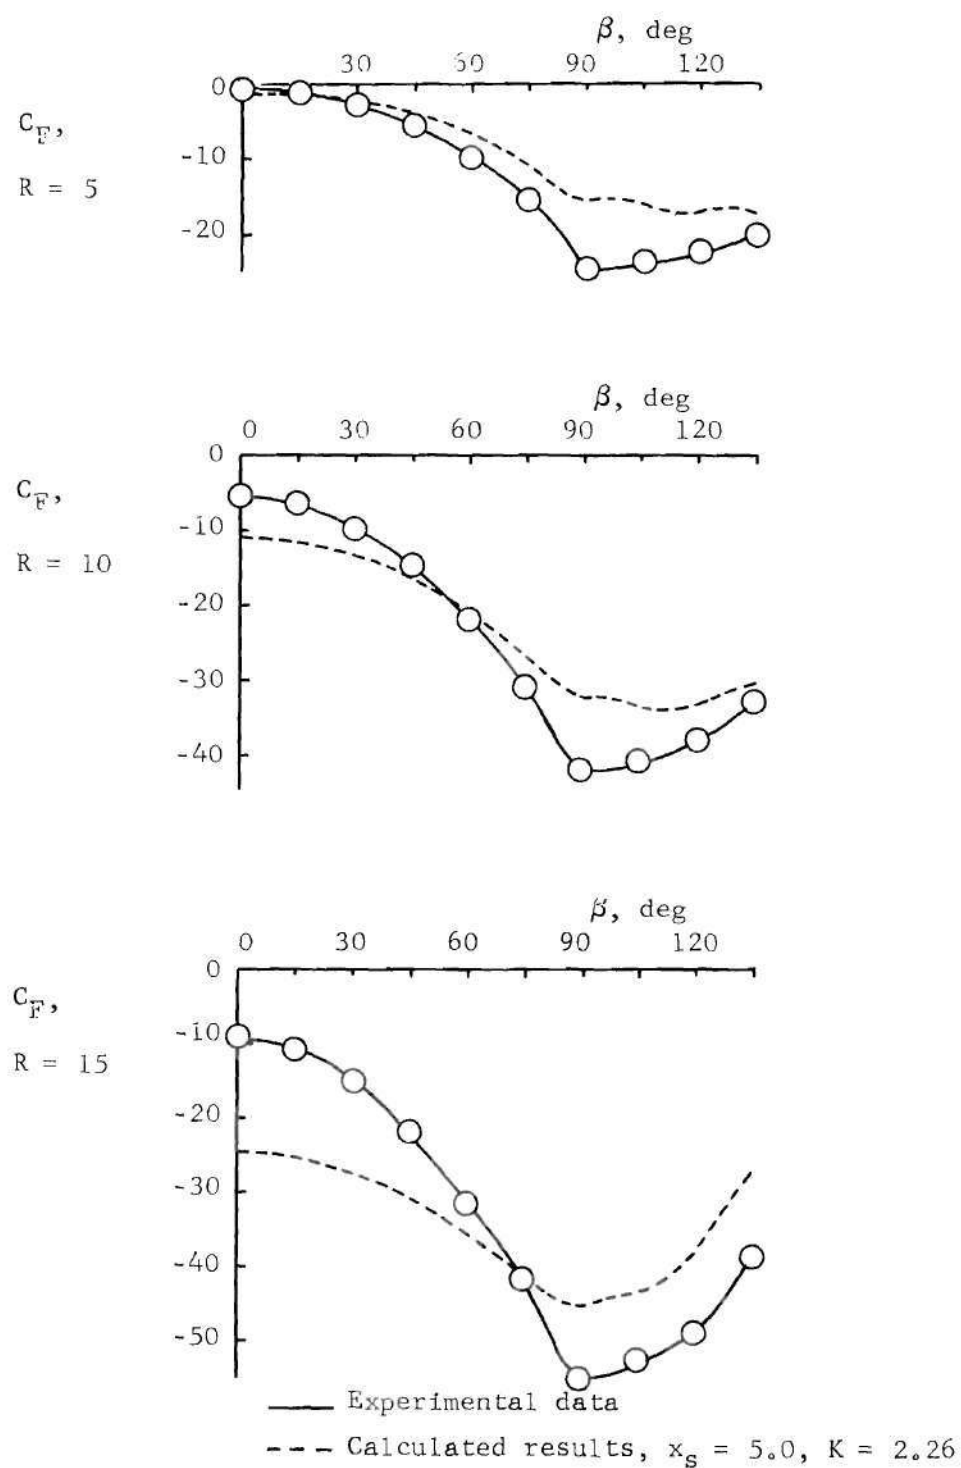 β, deg
30 60 90 120
0
C_F,
-10
R = 5
-20
β, deg
0 30 60 90 120
0
C_F,
-10
R = 10
-20
-30
-40
β, deg
0 30 60 90 120
0
C_F,
-10
R = 15
-20
-30
-40
-50
Experimental data
Calculated results, x_s = 5.0, K = 2.26